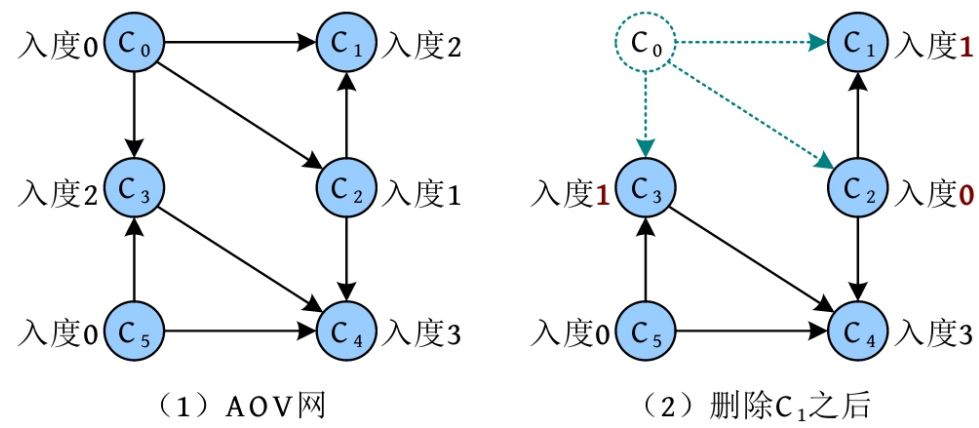 入度0 C₀ C₁ 入度2
入度2 C₃ C₂ 入度1
入度0 C₅ C₄ 入度3
（1）AOV网
C₀ C₁ 入度1
入度1 C₃ C₂ 入度0
入度0 C₅ C₄ 入度3
（2）删除C₁之后